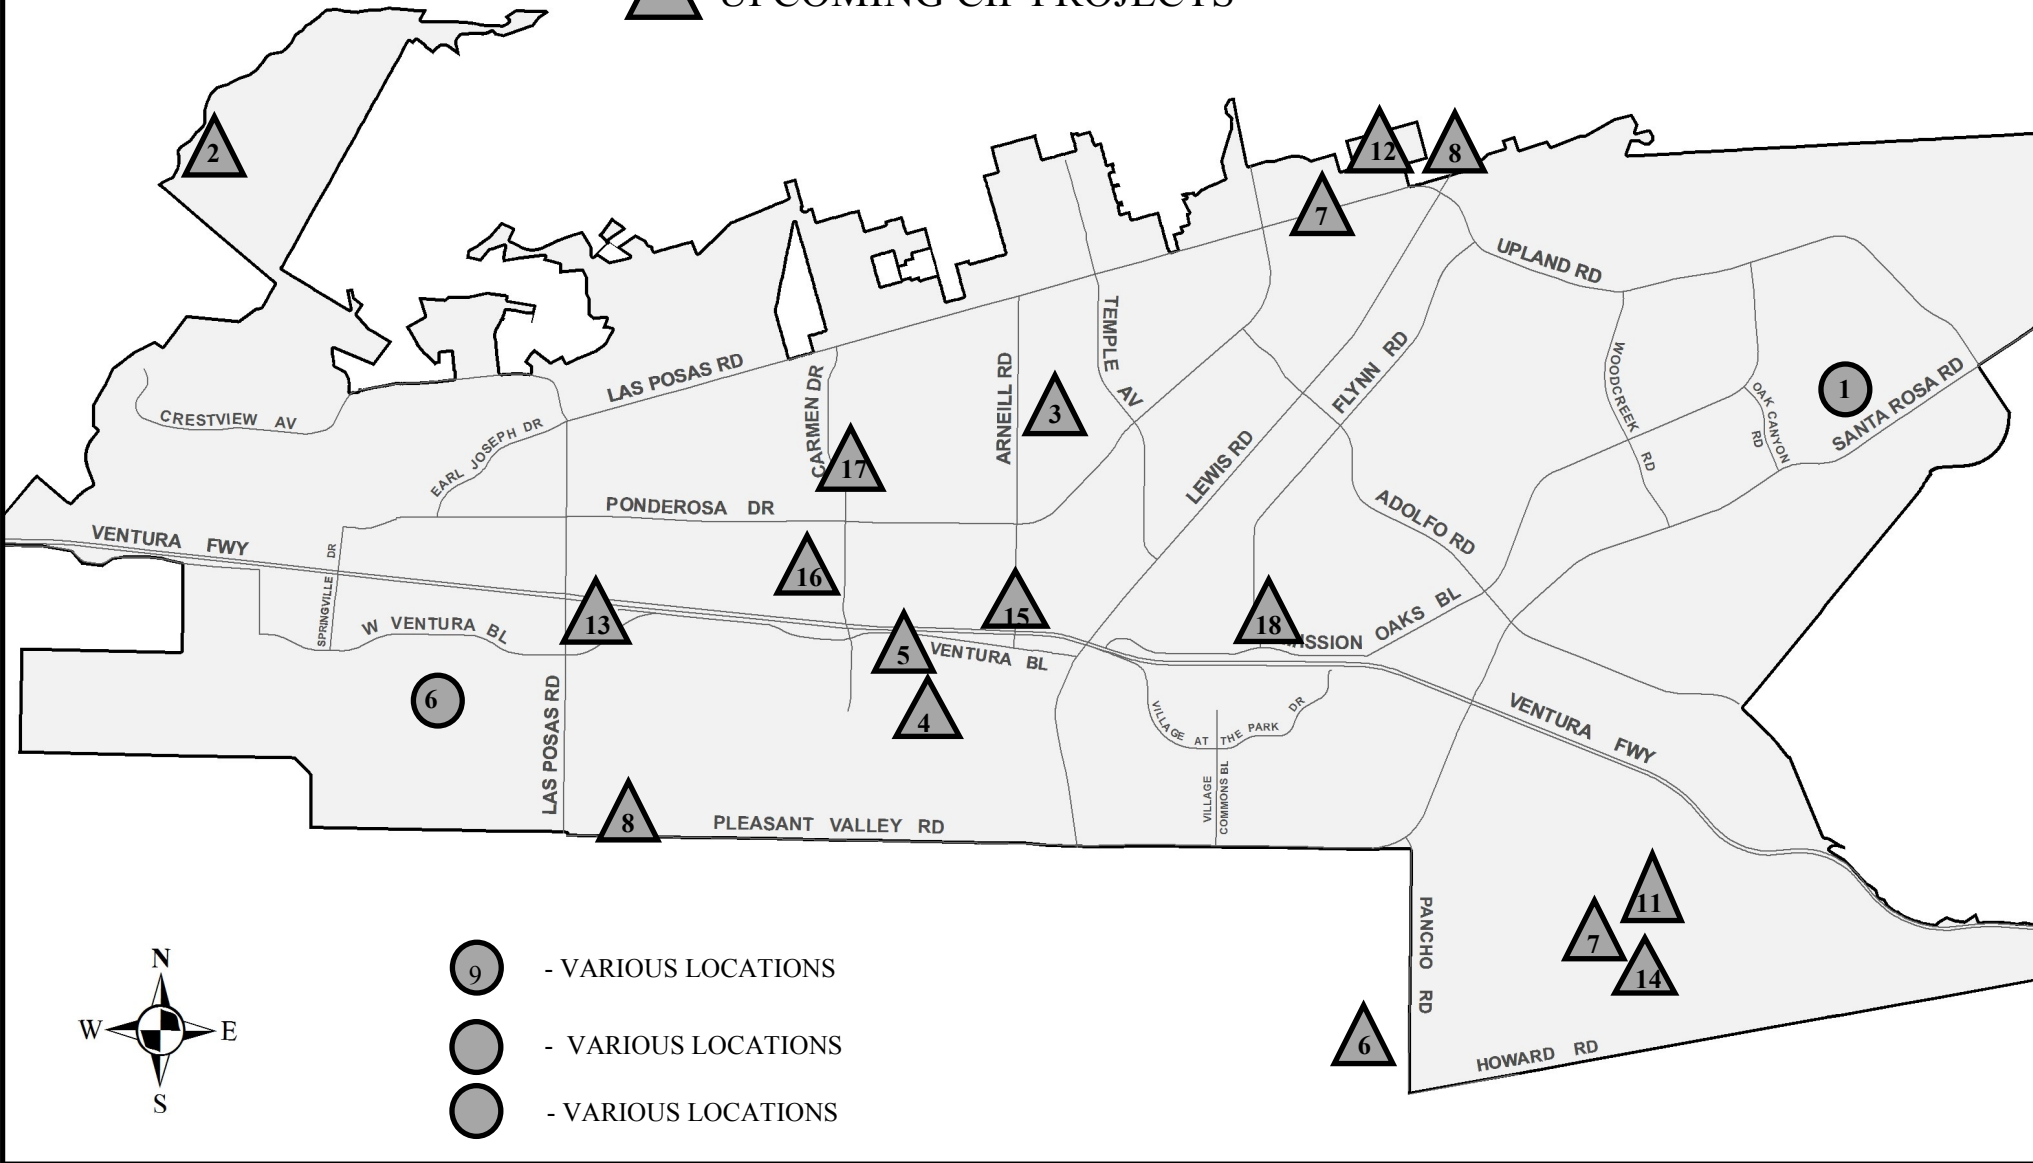 UPCOMING CIP PROJECTS
2
12
8
7
UPLAND RD
TEMPLE AV
LAS POSAS RD
FLYNN RD
WOODCREEK RD
ARNEILL RD
CARMEN DR
3
1
OAK CANYON RD
SANTA ROSA RD
CRESTVIEW AV
EARL JOSEPH DR
17
LEWIS RD
PONDEROSA DR
ADOLFO RD
VENTURA FWY
SPRINGVILLE DR
16
13
15
18
W VENTURA BL
5
VENTURA BL
MISSION OAKS BL
6
LAS POSAS RD
4
VILLAGE AT THE PARK DR
VENTURA FWY
VILLAGE COMMONS BL
8
PLEASANT VALLEY RD
11
7
14
PANCHO RD
6
HOWARD RD
N
W E
S
9 - VARIOUS LOCATIONS
- VARIOUS LOCATIONS
- VARIOUS LOCATIONS